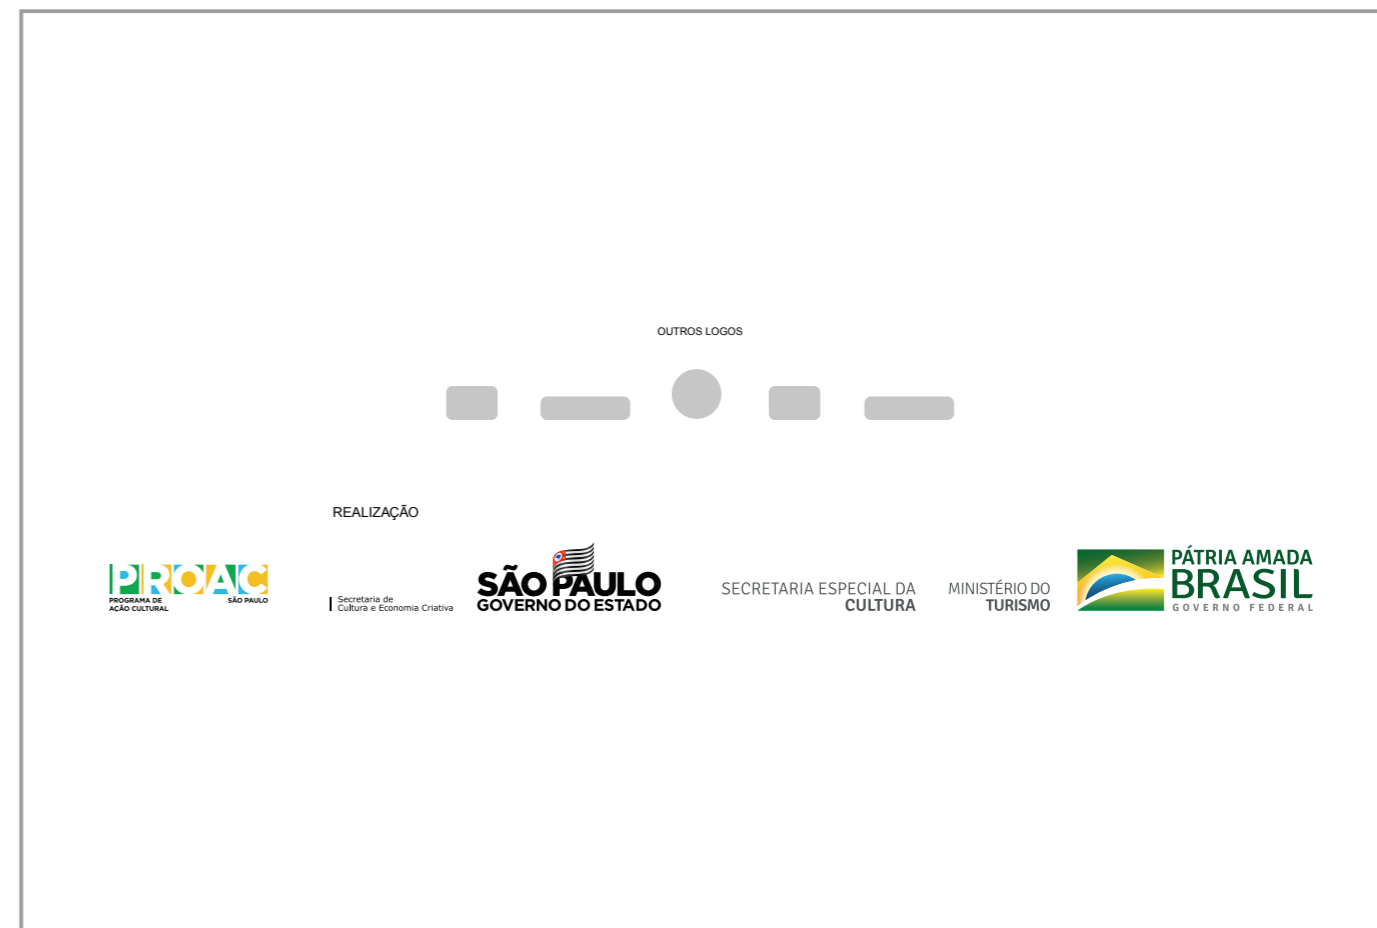 OUTROS LOGOS
REALIZAÇÃO
PROAC
PROGRAMA DE
AÇÃO CULTURAL
SÃO PAULO
Secretaria de
Cultura e Economia Criativa
SÃO PAULO
GOVERNO DO ESTADO
SECRETARIA ESPECIAL DA
CULTURA
MINISTÉRIO DO
TURISMO
PÁTRIA AMADA
BRASIL
GOVERNO FEDERAL